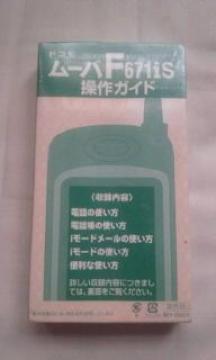 ドコモ
ムーバF671iS
操作ガイド
〈収録内容〉
電話の使い方
電話帳の使い方
iモードメールの使い方
iモードの使い方
便利な使い方
詳しい収録内容につきまし
ては、裏面をご覧ください。